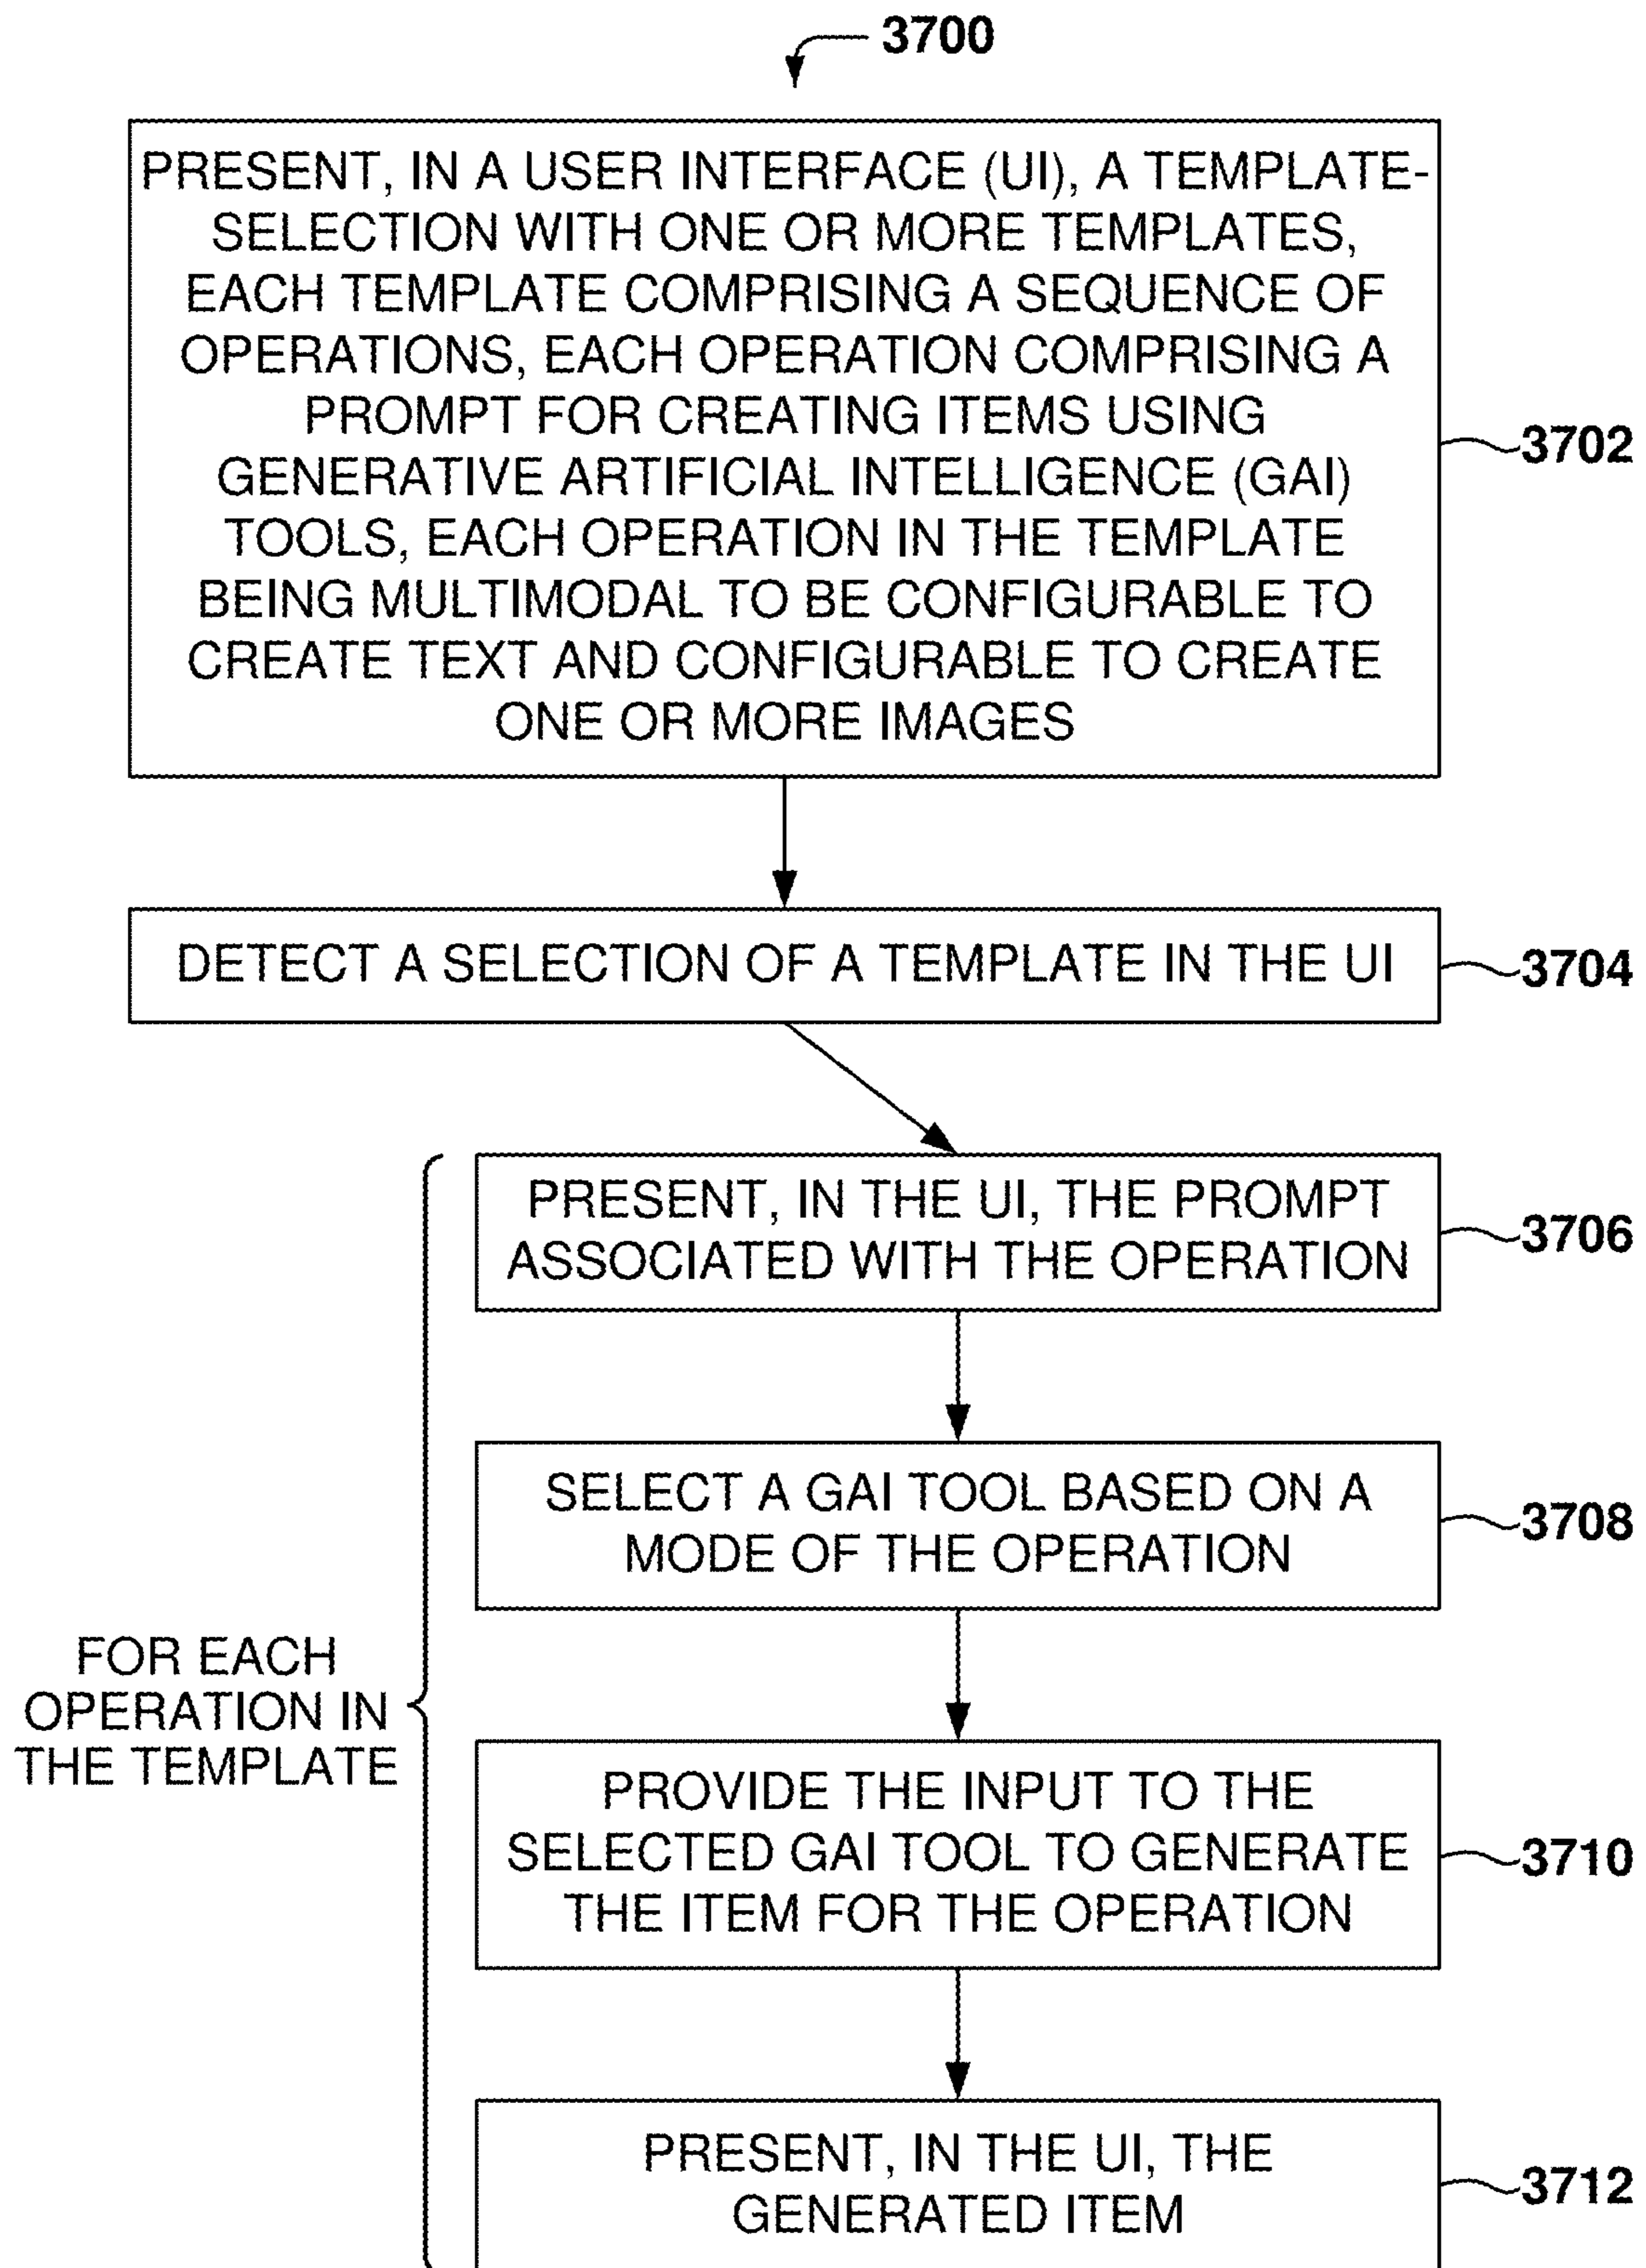 3700
PRESENT, IN A USER INTERFACE (UI), A TEMPLATE-
SELECTION WITH ONE OR MORE TEMPLATES,
EACH TEMPLATE COMPRISING A SEQUENCE OF
OPERATIONS, EACH OPERATION COMPRISING A
PROMPT FOR CREATING ITEMS USING
GENERATIVE ARTIFICIAL INTELLIGENCE (GAI)
TOOLS, EACH OPERATION IN THE TEMPLATE
BEING MULTIMODAL TO BE CONFIGURABLE TO
CREATE TEXT AND CONFIGURABLE TO CREATE
ONE OR MORE IMAGES
3702
DETECT A SELECTION OF A TEMPLATE IN THE UI
3704
FOR EACH
OPERATION IN
THE TEMPLATE
PRESENT, IN THE UI, THE PROMPT
ASSOCIATED WITH THE OPERATION
3706
SELECT A GAI TOOL BASED ON A
MODE OF THE OPERATION
3708
PROVIDE THE INPUT TO THE
SELECTED GAI TOOL TO GENERATE
THE ITEM FOR THE OPERATION
3710
PRESENT, IN THE UI, THE
GENERATED ITEM
3712